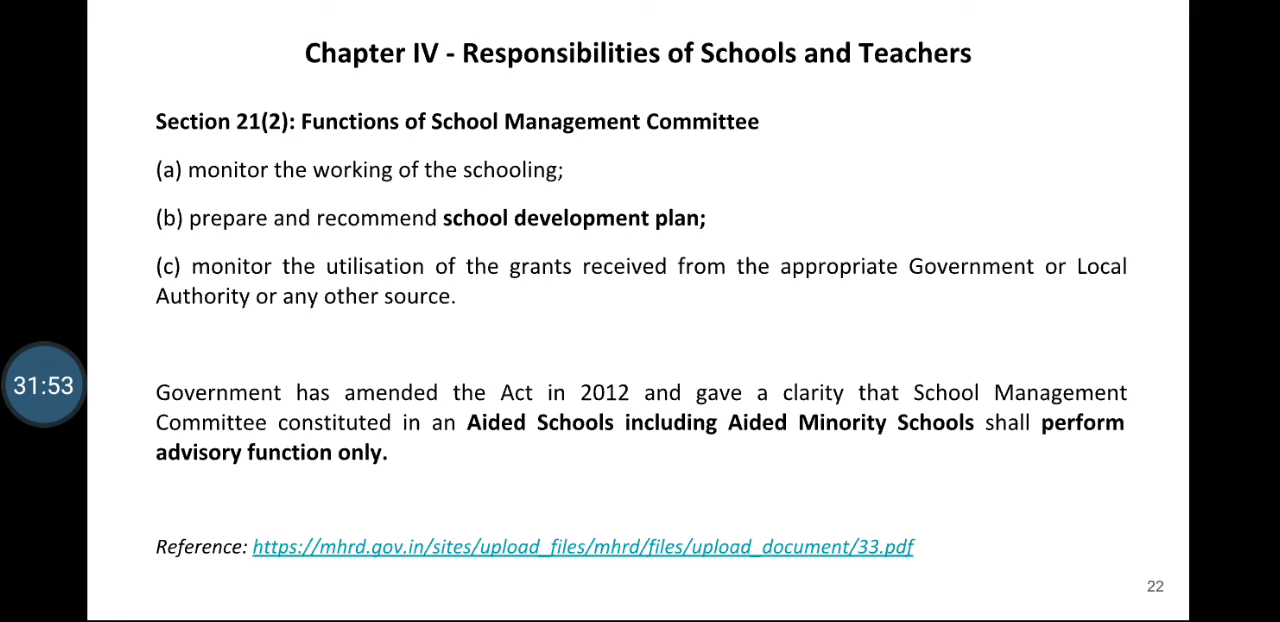 Chapter IV - Responsibilities of Schools and Teachers
Section 21(2): Functions of School Management Committee
(a) monitor the working of the schooling;
(b) prepare and recommend school development plan;
(c) monitor the utilisation of the grants received from the appropriate Government or Local
Authority or any other source.
31:53
Government has amended the Act in 2012 and gave a clarity that School Management
Committee constituted in an Aided Schools including Aided Minority Schools shall perform
advisory function only.
Reference: https://mhrd.gov.in/sites/upload_files/mhrd/files/upload_document/33.pdf
22